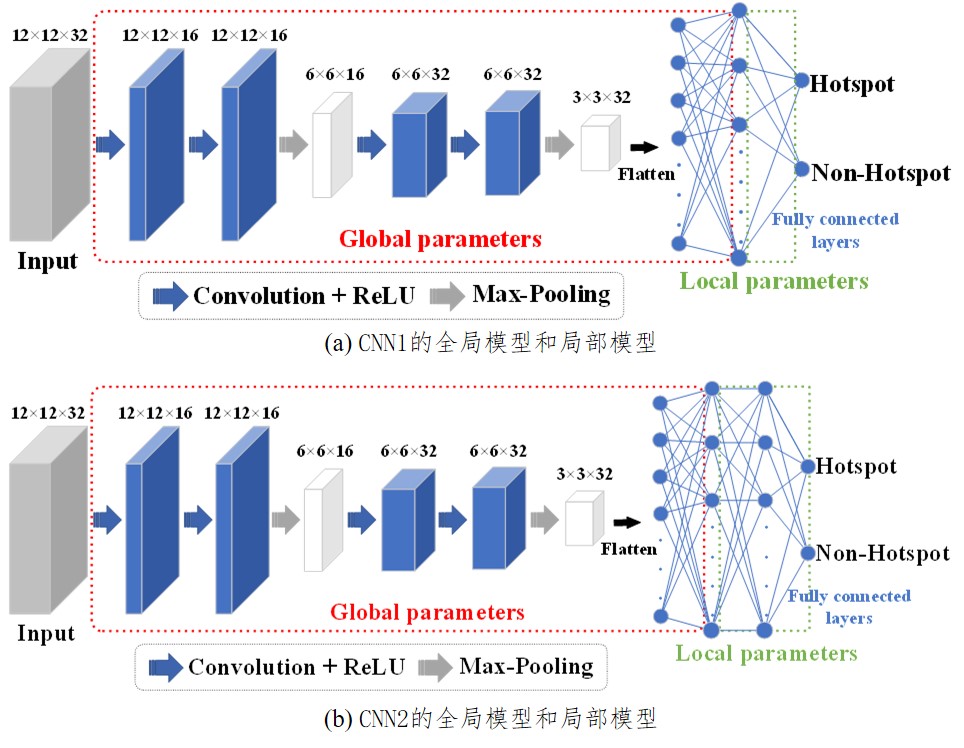 12×12×32
12×12×16
12×12×16
6×6×16
6×6×32
6×6×32
3×3×32
Flatten
Hotspot
Non-Hotspot
Fully connected
layers
Input
Global parameters
Local parameters
Convolution + ReLU
Max-Pooling
(a) CNN1的全局模型和局部模型
12×12×32
12×12×16
12×12×16
6×6×16
6×6×32
6×6×32
3×3×32
Flatten
Hotspot
Non-Hotspot
Fully connected
layers
Input
Global parameters
Local parameters
Convolution + ReLU
Max-Pooling
(b) CNN2的全局模型和局部模型